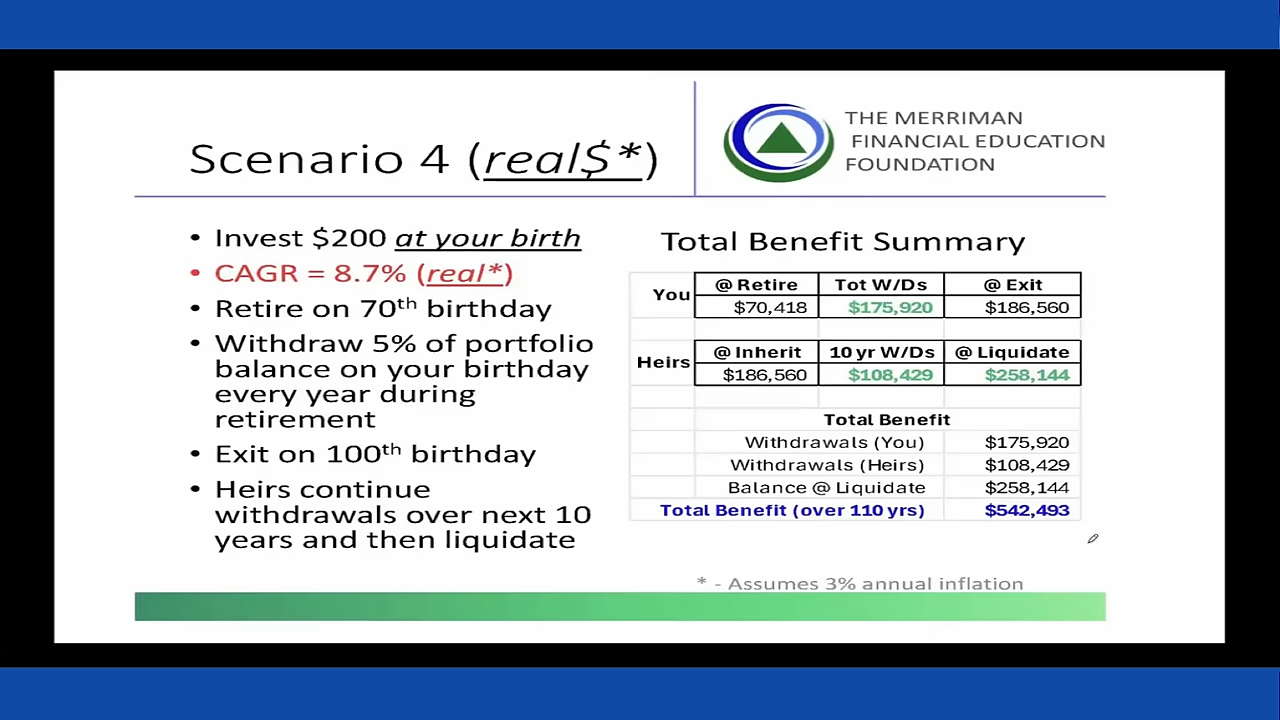 THE MERRIMAN
FINANCIAL EDUCATION
FOUNDATION
Scenario 4 (real$*)
• Invest $200 at your birth
• CAGR = 8.7% (real*)
• Retire on 70th birthday
• Withdraw 5% of portfolio
balance on your birthday
every year during
retirement
• Exit on 100th birthday
• Heirs continue
withdrawals over next 10
years and then liquidate
Total Benefit Summary
You @ Retire Tot W/Ds @ Exit
$70,418 $175,920 $186,560
Heirs @ Inherit 10 yr W/Ds @ Liquidate
$186,560 $108,429 $258,144
Total Benefit
Withdrawals (You) $175,920
Withdrawals (Heirs) $108,429
Balance @ Liquidate $258,144
Total Benefit (over 110 yrs) $542,493
* - Assumes 3% annual inflation